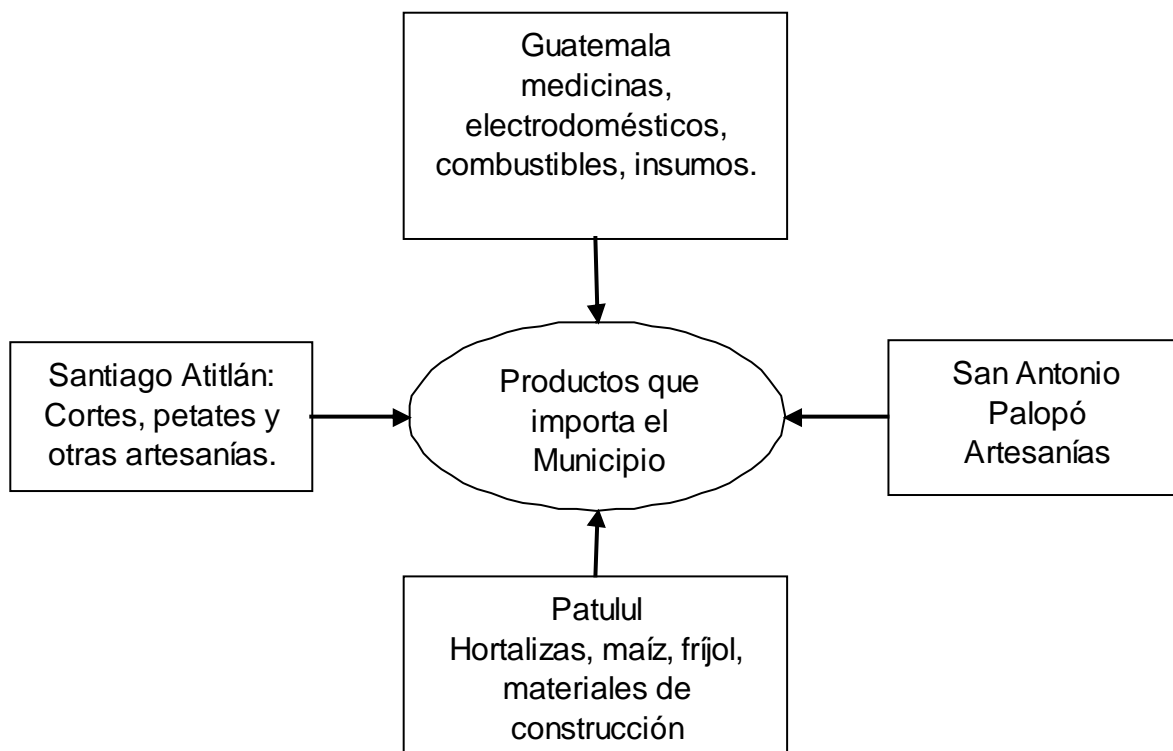 Guatemala
medicinas,
electrodomésticos,
combustibles, insumos.
Santiago Atitlán:
Cortes, petates y
otras artesanías.
Productos que
importa el
Municipio
San Antonio
Palopó
Artesanías
Patulul
Hortalizas, maíz, fríjol,
materiales de
construcción